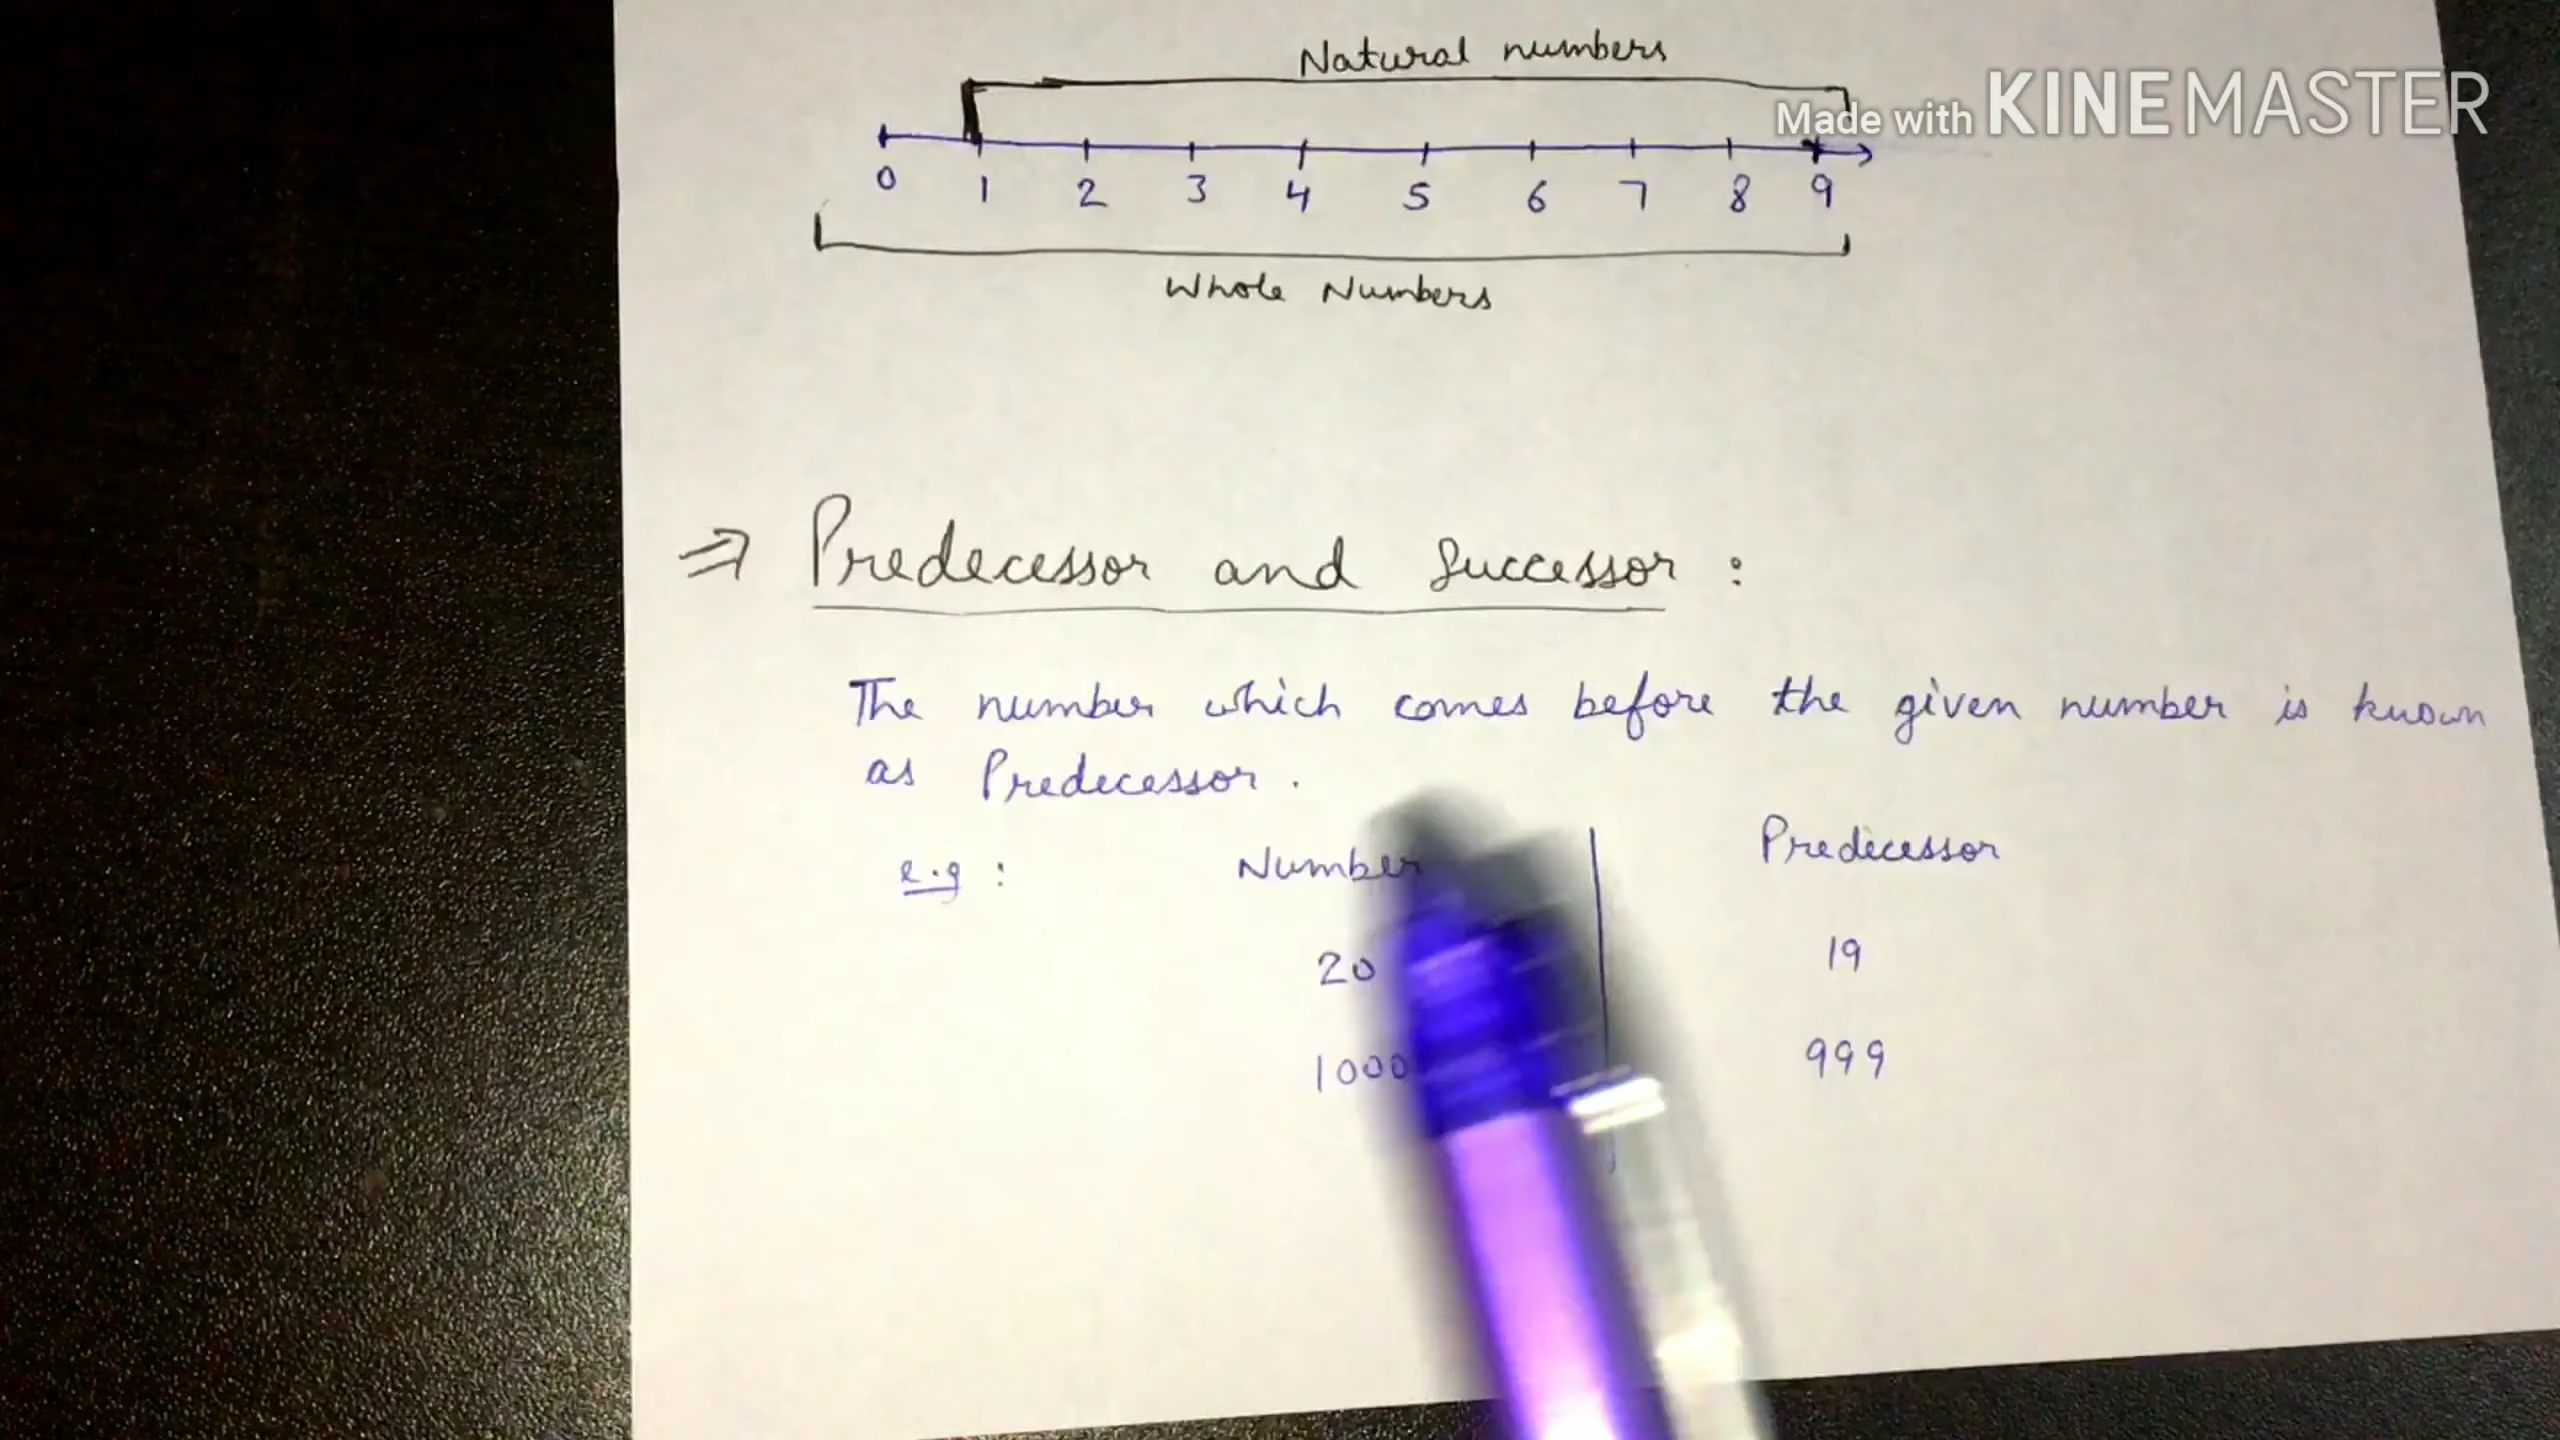 Natural numbers
Made with KINEMASTER
0 1 2 3 4 5 6 7 8 9
Whole Numbers
⇒ Predecessor and Successor :
The number which comes before the given number is known
as Predecessor .
e.g : Number Predecessor
20 19
1000 999